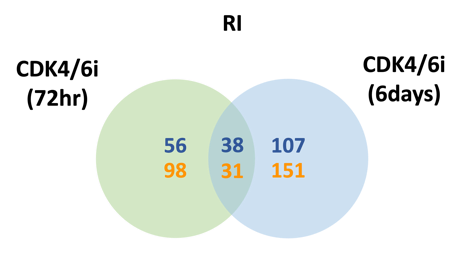 RI
CDK4/6i
(72hr)
CDK4/6i
(6days)
56 38 107
98 31 151